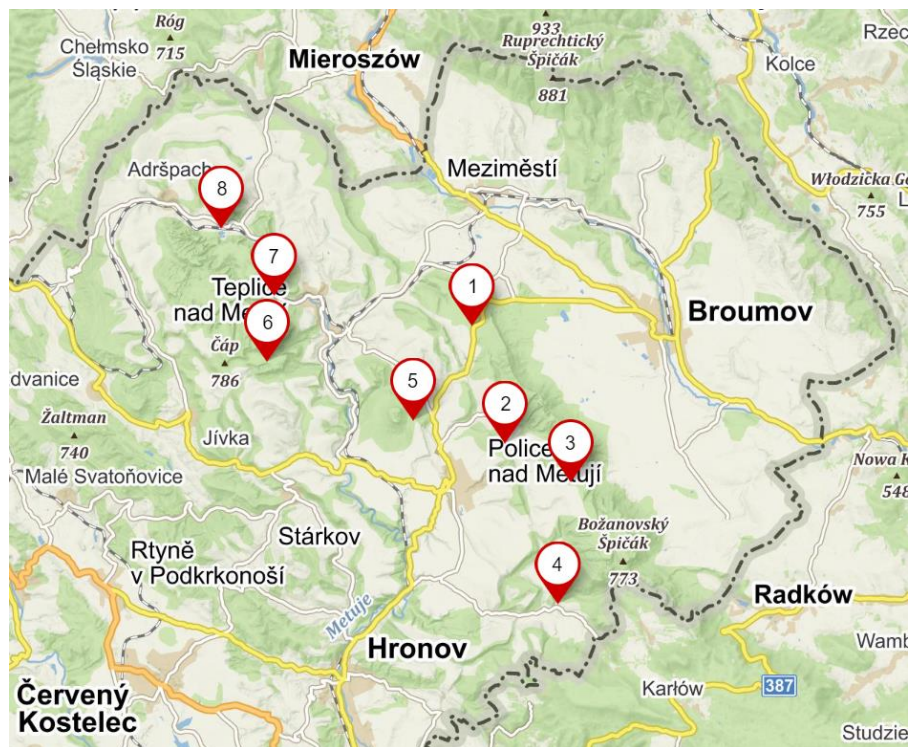 Róg
715
933
Ruprechtický
Špičák
881
Chełmsko
Śląskie
Mieroszów
Kolce
Adršpach
Meziměstí
Włodzicka G
755
8
7
Teplice
nad Me
1
6
Čáp
786
Broumov
5
2
3
dvanice
Žaltman
740
Jívka
Police
nad Metují
Nowa
548
Malé Svatoňovice
Stárkov
Božanovský
Špičák
773
4
Rtyně
v Podkrkonoší
Metuje
Hronov
Radków
Wamb
Červený
Kostelec
Karłów
387
Studzie